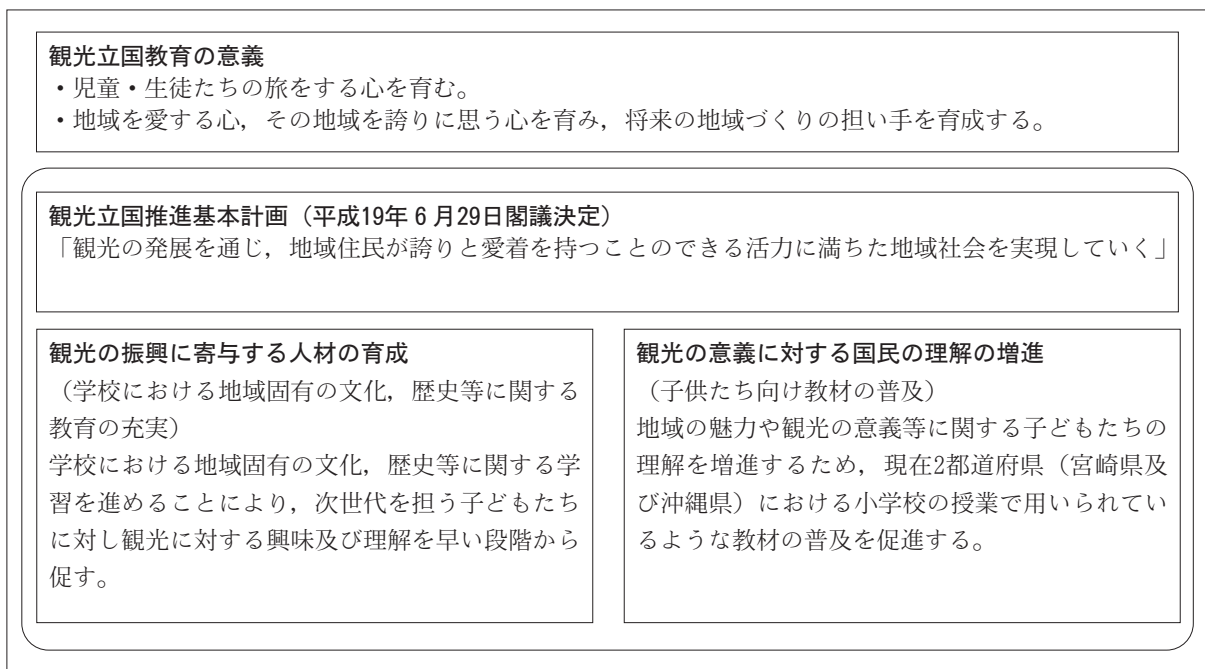 観光立国教育の意義
・児童・生徒たちの旅をする心を育む。
・地域を愛する心，その地域を誇りに思う心を育み，将来の地域づくりの担い手を育成する。
観光立国推進基本計画（平成19年６月29日閣議決定）
「観光の発展を通じ，地域住民が誇りと愛着を持つことのできる活力に満ちた地域社会を実現していく」
観光の振興に寄与する人材の育成
（学校における地域固有の文化，歴史等に関する
教育の充実）
学校における地域固有の文化，歴史等に関する学
習を進めることにより，次世代を担う子どもたち
に対し観光に対する興味及び理解を早い段階から
促す。
観光の意義に対する国民の理解の増進
（子供たち向け教材の普及）
地域の魅力や観光の意義等に関する子どもたちの
理解を増進するため，現在2都道府県（宮崎県及
び沖縄県）における小学校の授業で用いられてい
るような教材の普及を促進する。